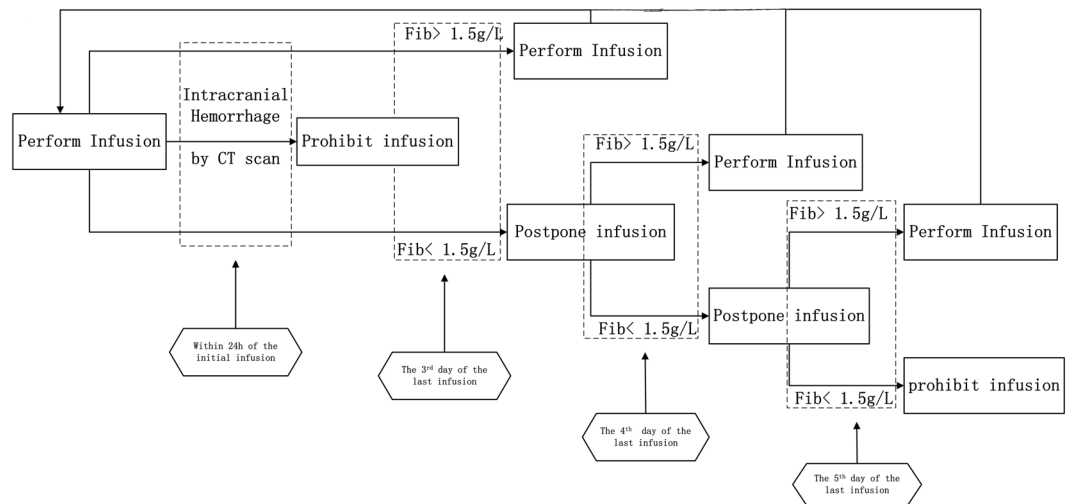 Fib> 1.5g/L
Perform Infusion
Intracranial
Hemorrhage
by CT scan
Perform Infusion
Prohibit infusion
Fib> 1.5g/L
Perform Infusion
Fib< 1.5g/L
Postpone infusion
Fib> 1.5g/L
Perform Infusion
Fib< 1.5g/L
Postpone infusion
Fib< 1.5g/L
prohibit infusion
Within 24h of the
initial infusion
The 3rd day of the
last infusion
The 4th day of the
last infusion
The 5th day of the
last infusion